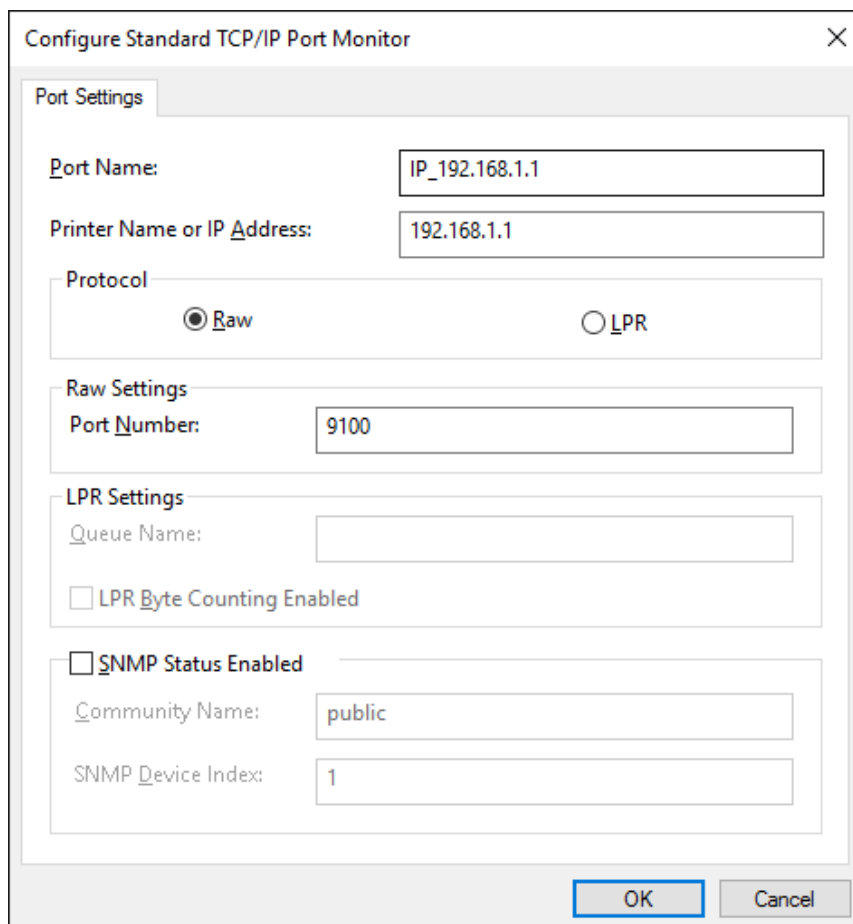 Configure Standard TCP/IP Port Monitor
Port Settings
Port Name: IP_192.168.1.1
Printer Name or IP Address: 192.168.1.1
Protocol
Raw LPR
Raw Settings
Port Number: 9100
LPR Settings
Queue Name:
LPR Byte Counting Enabled
SNMP Status Enabled
Community Name: public
SNMP Device Index: 1
OK Cancel